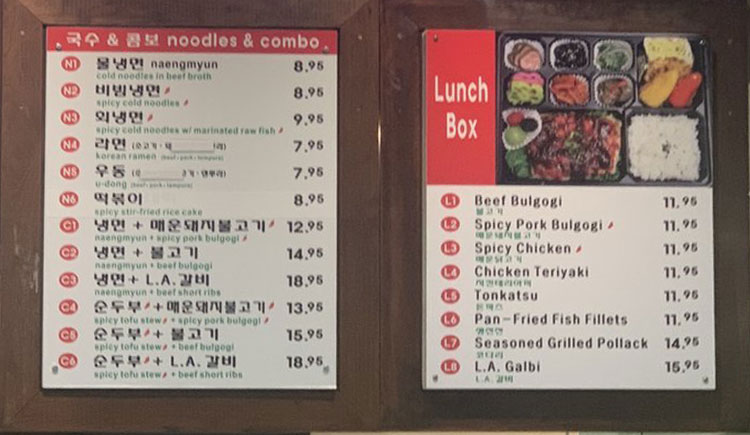 국수 & 콤보 noodles & combo
N1 물냉면 naengmyun 8.95
cold noodles in beef broth
N2 비빔냉면 8.95
spicy cold noodles
N3 회냉면 9.95
spicy cold noodles w/ marinated raw fish
N4 라면 7.95
korean ramen (beef • pork • tempura)
N5 우동 7.95
u-dong (beef • pork • tempura)
N6 떡볶이 8.95
spicy stir-fried rice cake
C1 냉면 + 매운돼지불고기 12.95
naengmyun + spicy pork bulgogi
C2 냉면 + 불고기 14.95
naengmyun + beef bulgogi
C3 냉면 + L.A. 갈비 18.95
naengmyun + beef short ribs
C4 순두부 + 매운돼지불고기 13.95
spicy tofu stew + spicy pork bulgogi
C5 순두부 + 불고기 15.95
spicy tofu stew + beef bulgogi
C6 순두부 + L.A. 갈비 18.95
spicy tofu stew + beef short ribs
Lunch
Box
L1 Beef Bulgogi 11.95
불고기
L2 Spicy Pork Bulgogi 11.95
매운돼지불고기
L3 Spicy Chicken 11.95
매운닭고기
L4 Chicken Teriyaki 11.95
치킨데리야끼
L5 Tonkatsu 11.95
돈까스
L6 Pan-Fried Fish Fillets 11.95
L7 Seasoned Grilled Pollack 14.95
코다리
L8 L.A. Galbi 15.95
L.A. 갈비